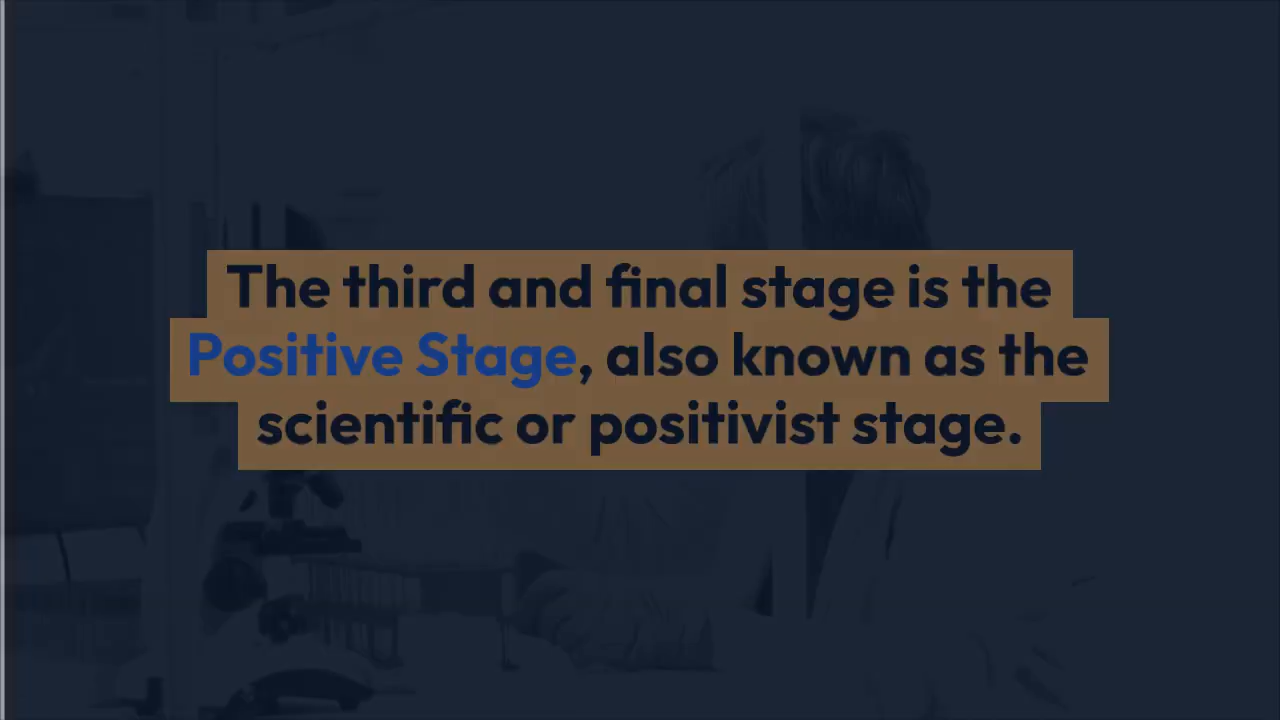 The third and final stage is the
Positive Stage, also known as the
scientific or positivist stage.